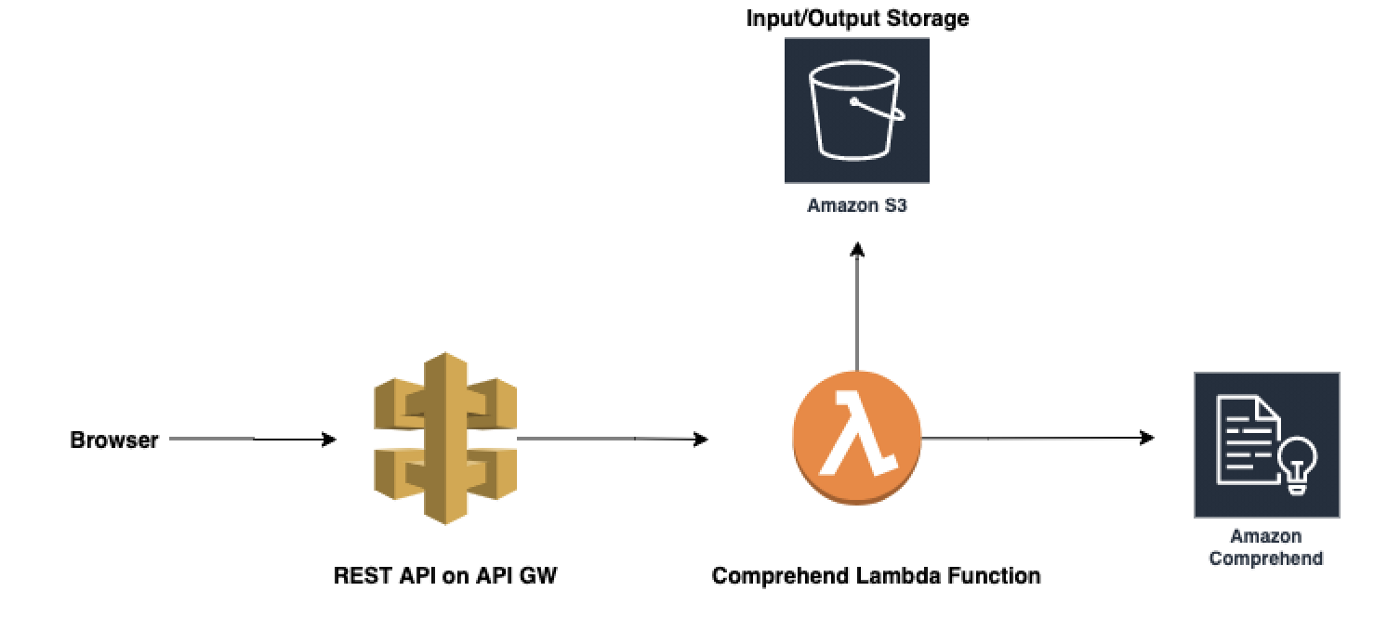 Input/Output Storage
Amazon S3
Browser
REST API on API GW
Comprehend Lambda Function
Amazon
Comprehend